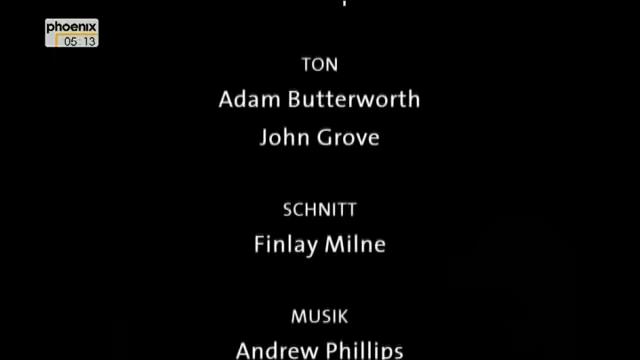 phoenix
05:13
TON
Adam Butterworth
John Grove
SCHNITT
Finlay Milne
MUSIK
Andrew Phillips